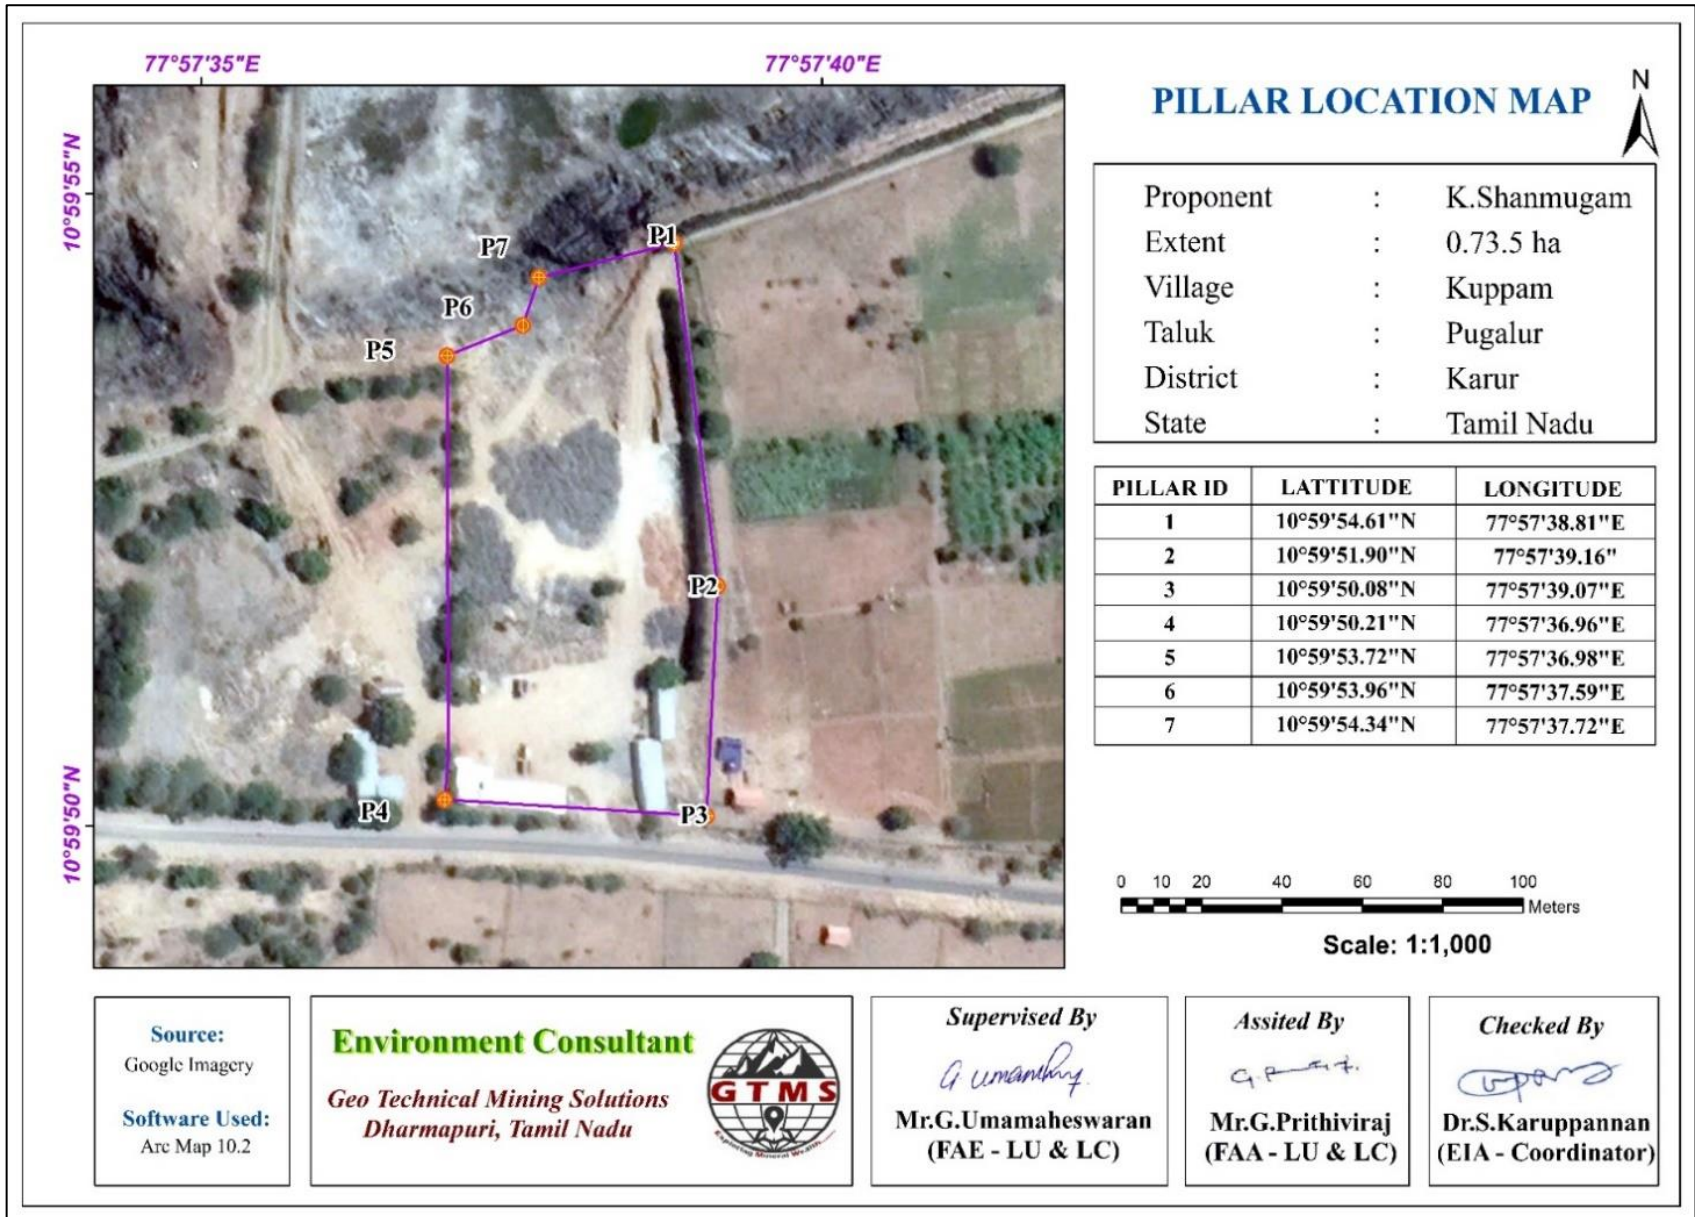 77°57'35"E
77°57'40"E
10°59'55"N
10°59'50"N
P1
P7
P6
P5
P2
P3
P4
PILLAR LOCATION MAP
N
Proponent : K.Shanmugam
Extent : 0.73.5 ha
Village : Kuppam
Taluk : Pugalur
District : Karur
State : Tamil Nadu
PILLAR ID LATTITUDE LONGITUDE
1 10°59'54.61"N 77°57'38.81"E
2 10°59'51.90"N 77°57'39.16"
3 10°59'50.08"N 77°57'39.07"E
4 10°59'50.21"N 77°57'36.96"E
5 10°59'53.72"N 77°57'36.98"E
6 10°59'53.96"N 77°57'37.59"E
7 10°59'54.34"N 77°57'37.72"E
0 10 20 40 60 80 100
Meters
Scale: 1:1,000
Source:
Google Imagery
Software Used:
Arc Map 10.2
Environment Consultant
Geo Technical Mining Solutions
Dharmapuri, Tamil Nadu
GTMS
Exploring Mineral Wealth
Supervised By
Mr.G.Umamaheswaran
(FAE - LU & LC)
Assited By
Mr.G.Prithiviraj
(FAA - LU & LC)
Checked By
Dr.S.Karuppannan
(EIA - Coordinator)